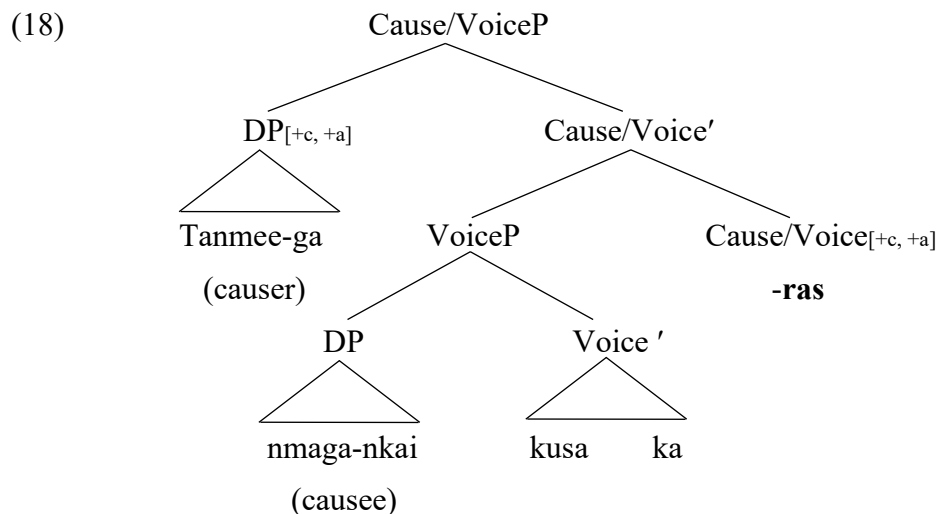 (18) Cause/VoiceP
DP[+c, +a] Cause/Voice′
Tanmee-ga VoiceP Cause/Voice[+c, +a]
(causer) -ras
DP Voice ′
nmaga-nkai kusa ka
(causee)